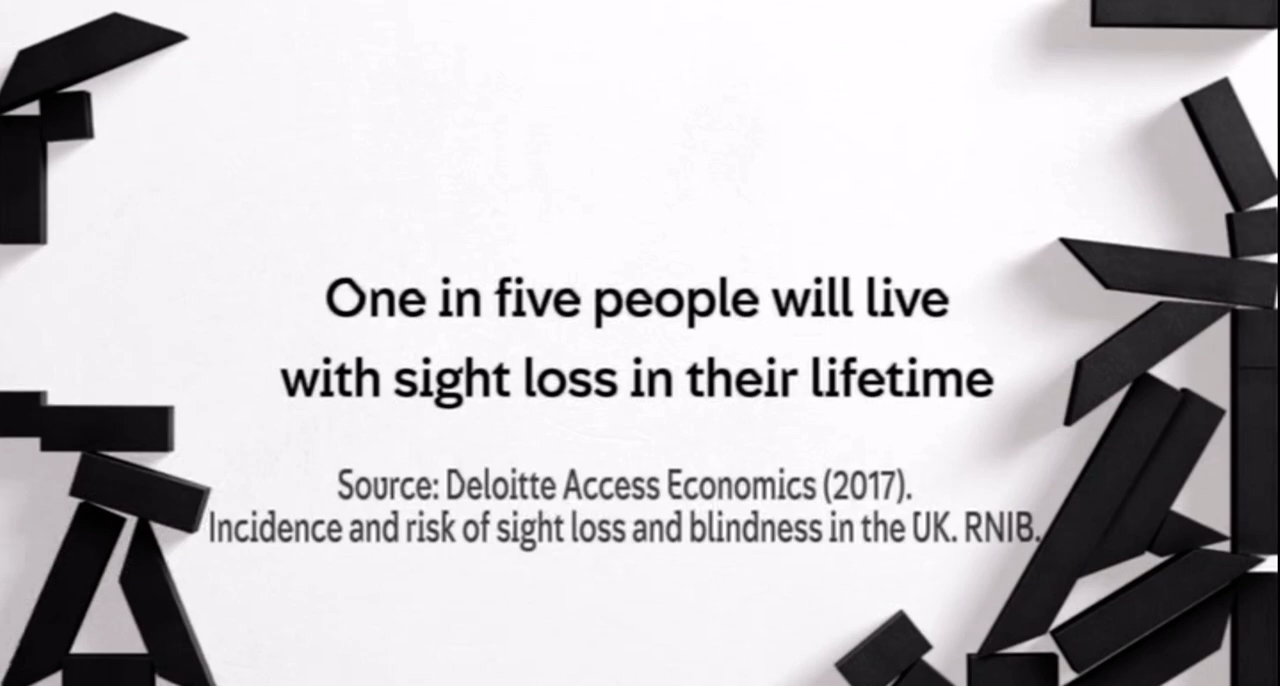 One in five people will live
with sight loss in their lifetime
Source: Deloitte Access Economics (2017).
Incidence and risk of sight loss and blindness in the UK. RNIB.